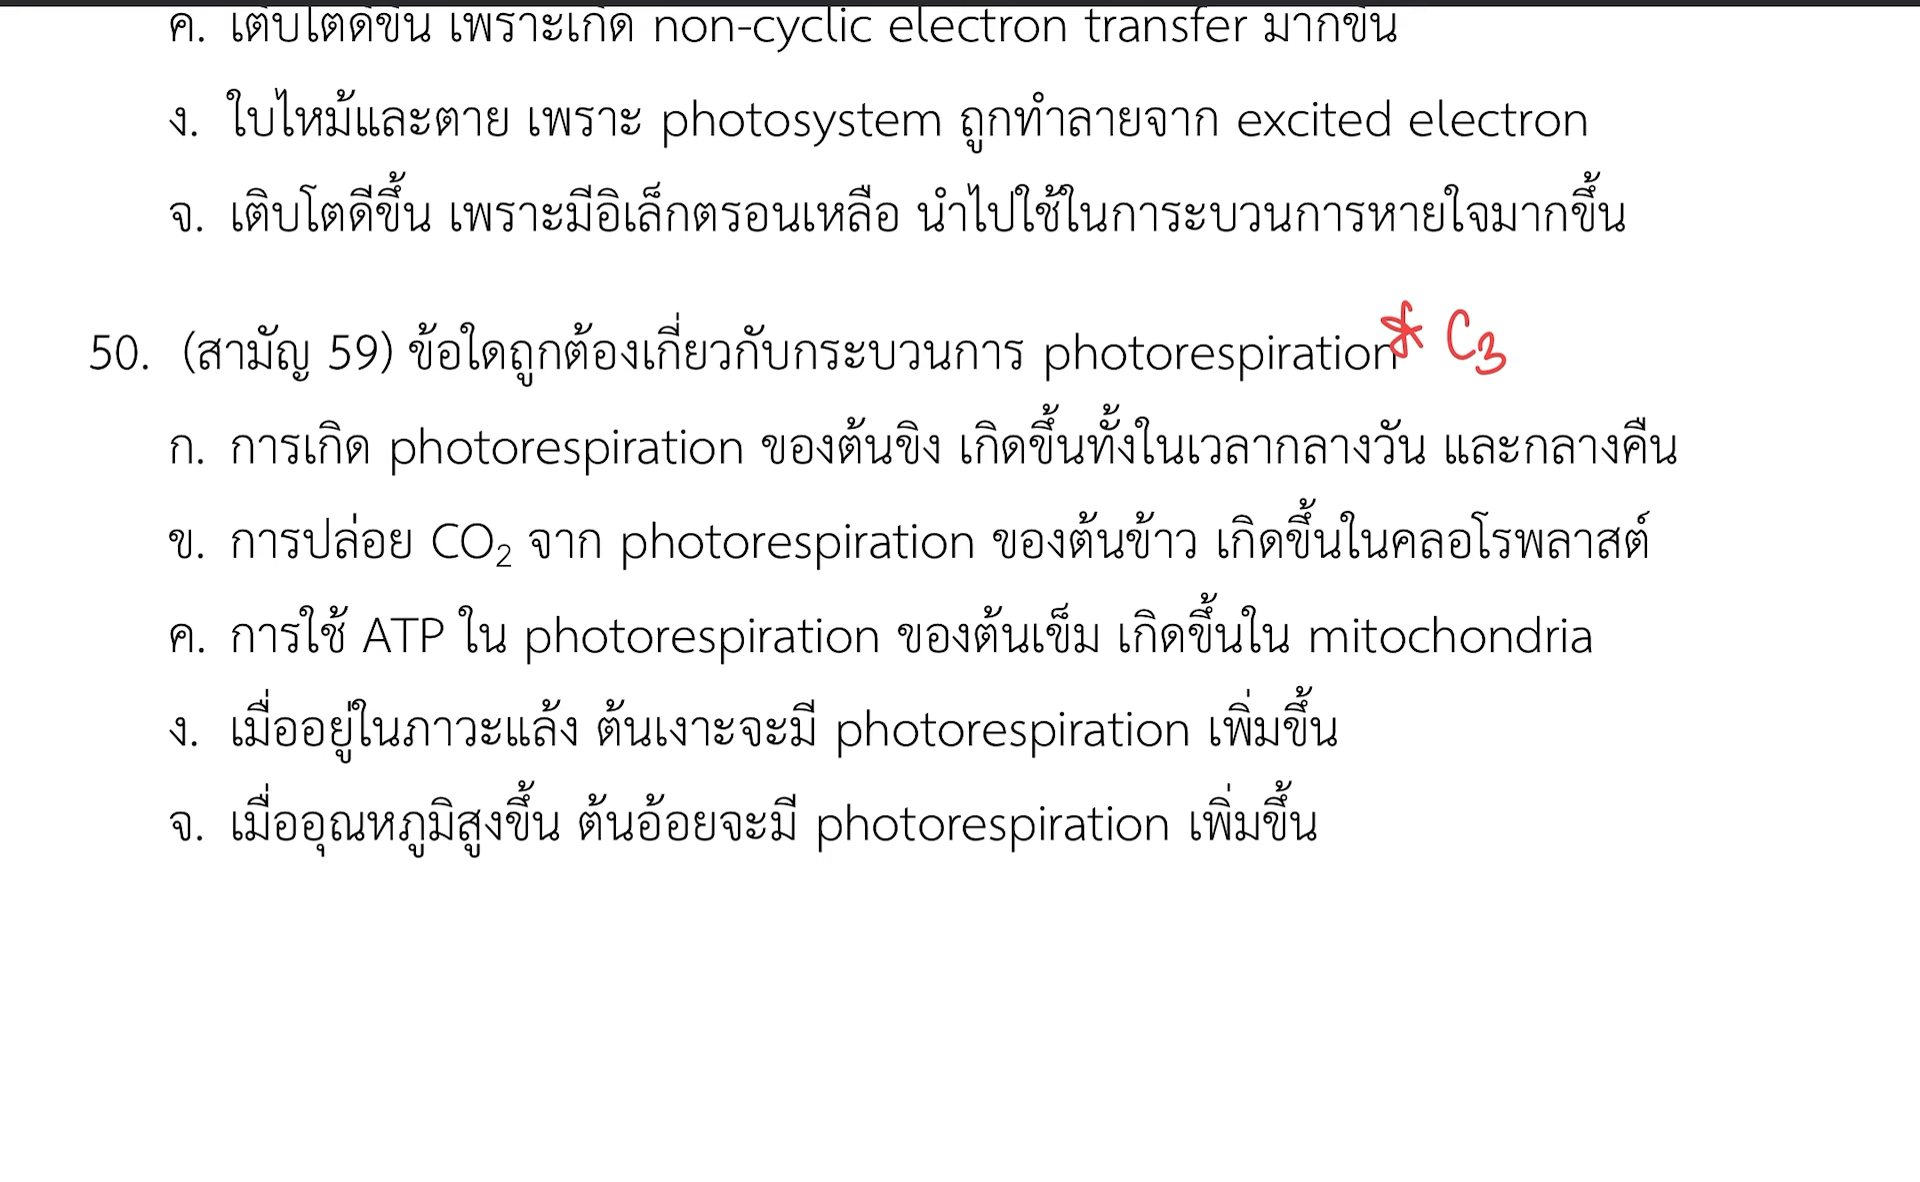 ค. เติบโตดีขึ้น เพราะเกิด non-cyclic electron transfer มากขึ้น
ง. ใบไหม้และตาย เพราะ photosystem ถูกทำลายจาก excited electron
จ. เติบโตดีขึ้น เพราะมีอิเล็กตรอนเหลือ นำไปใช้ในการะบวนการหายใจมากขึ้น
50. (สามัญ 59) ข้อใดถูกต้องเกี่ยวกับกระบวนการ photorespiration * C3
ก. การเกิด photorespiration ของต้นขิง เกิดขึ้นทั้งในเวลากลางวัน และกลางคืน
ข. การปล่อย CO₂ จาก photorespiration ของต้นข้าว เกิดขึ้นในคลอโรพลาสต์
ค. การใช้ ATP ใน photorespiration ของต้นเข็ม เกิดขึ้นใน mitochondria
ง. เมื่ออยู่ในภาวะแล้ง ต้นเงาะจะมี photorespiration เพิ่มขึ้น
จ. เมื่ออุณหภูมิสูงขึ้น ต้นอ้อยจะมี photorespiration เพิ่มขึ้น